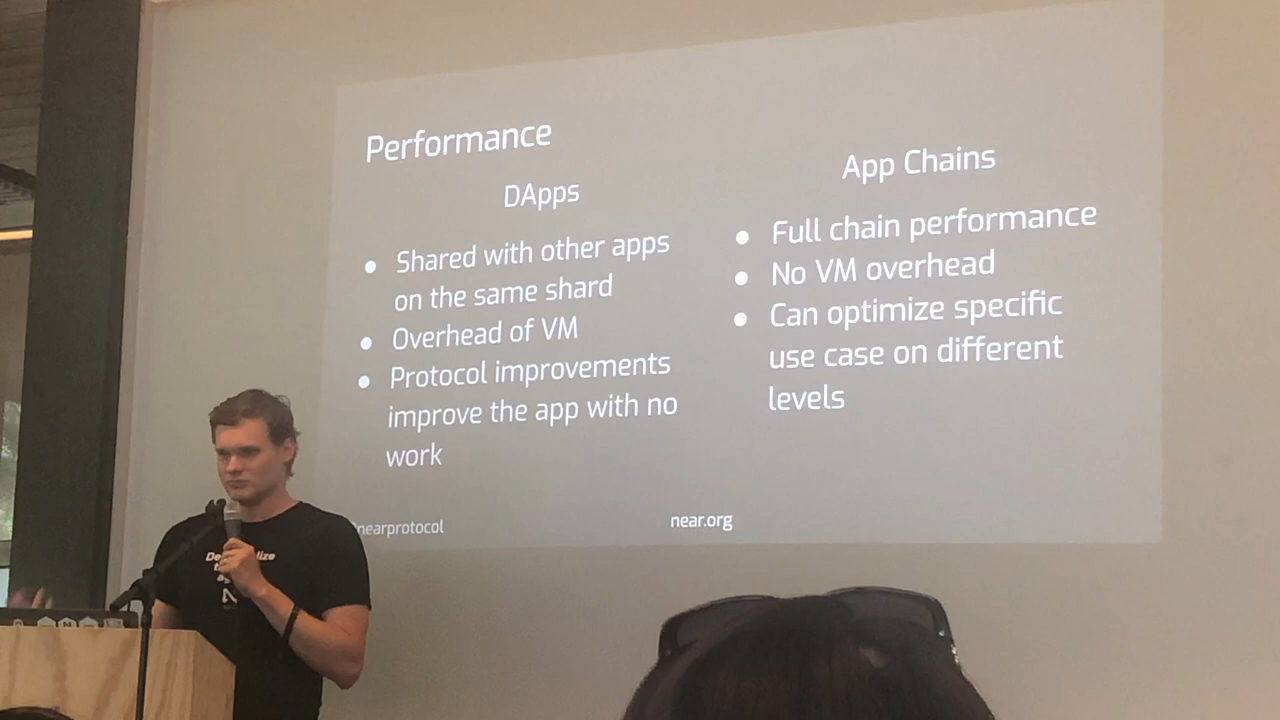 Performance
DApps
● Shared with other apps
on the same shard
● Overhead of VM
● Protocol improvements
improve the app with no
work
App Chains
● Full chain performance
● No VM overhead
● Can optimize specific
use case on different
levels
nearprotocol
near.org